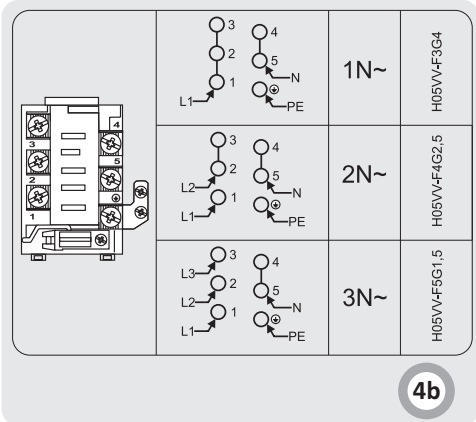 3 4
2 5
1 N
L1 PE
1N~
H05VV-F3G4
4
3
5
2
1
3 4
L2 2 5
1 N
L1 PE
2N~
H05VV-F4G2,5
L3 3 4
L2 2 5
1 N
L1 PE
3N~
H05VV-F5G1,5
4b